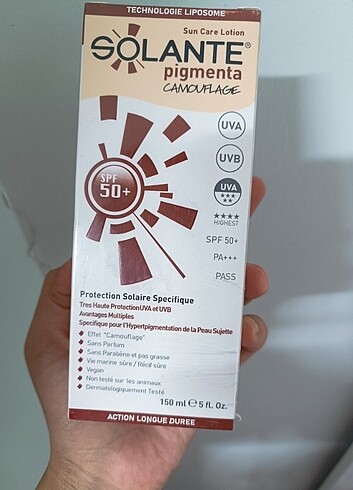 TECHNOLOGIE LIPOSOME
Sun Care Lotion
SOLANTE®
pigmenta
CAMOUFLAGE
UVA
UVB
UVA
★★★
★★
★★★★
HIGHEST
SPF 50+
PA+++
PASS
SPF
50+
Protection Solaire Specifique
Tres Haute Protection UVA et UVB
Avantages Multiples
Specifique pour l'Hyperpigmentation de la Peau Sujette
Effet "Camouflage"
Sans Parfum
Sans Parabène et pas grasse
Vie marine sûre / Récif sûre
Vegan
Non testé sur les animaux
Dermatologiquement Testé
150 ml ℮ 5 fl. Oz.
ACTION LONGUE DUREE